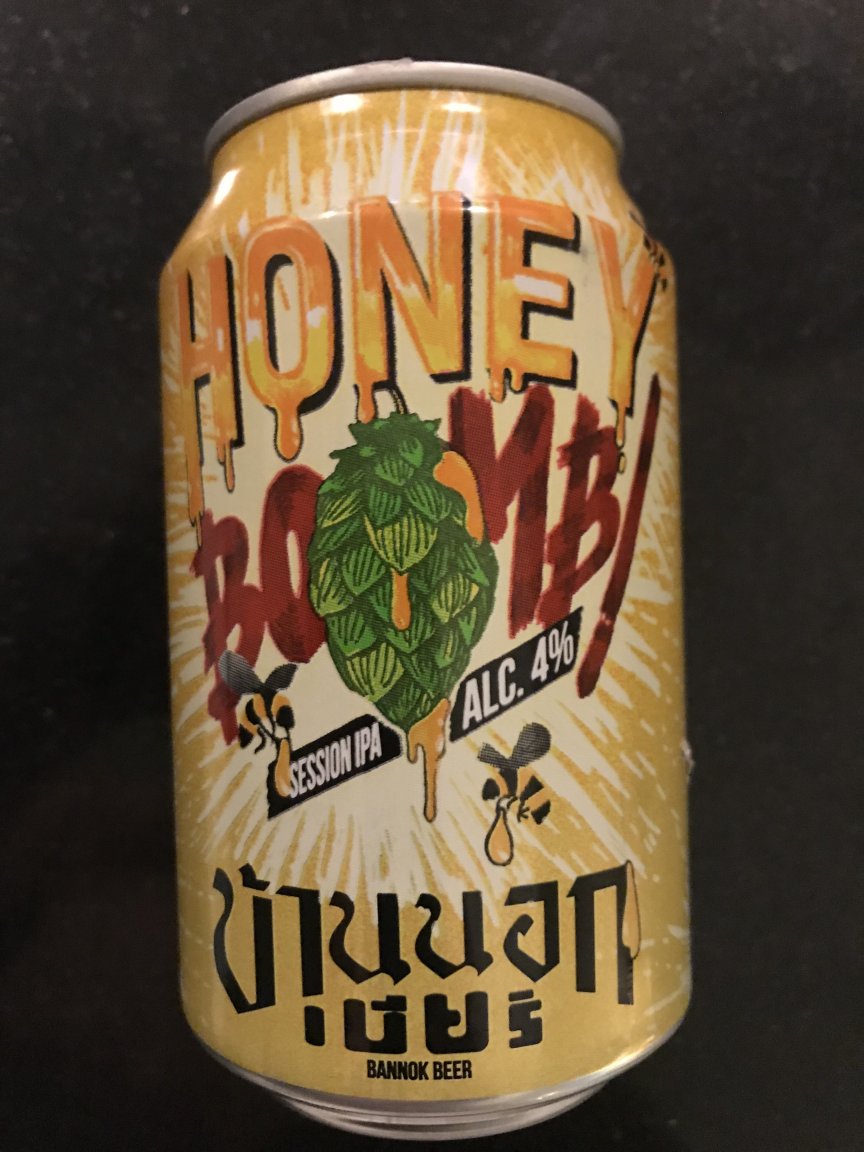 HONEY
BOMB!
SESSION IPA
ALC. 4%
บ้านนอก
เบียร์
BANNOK BEER